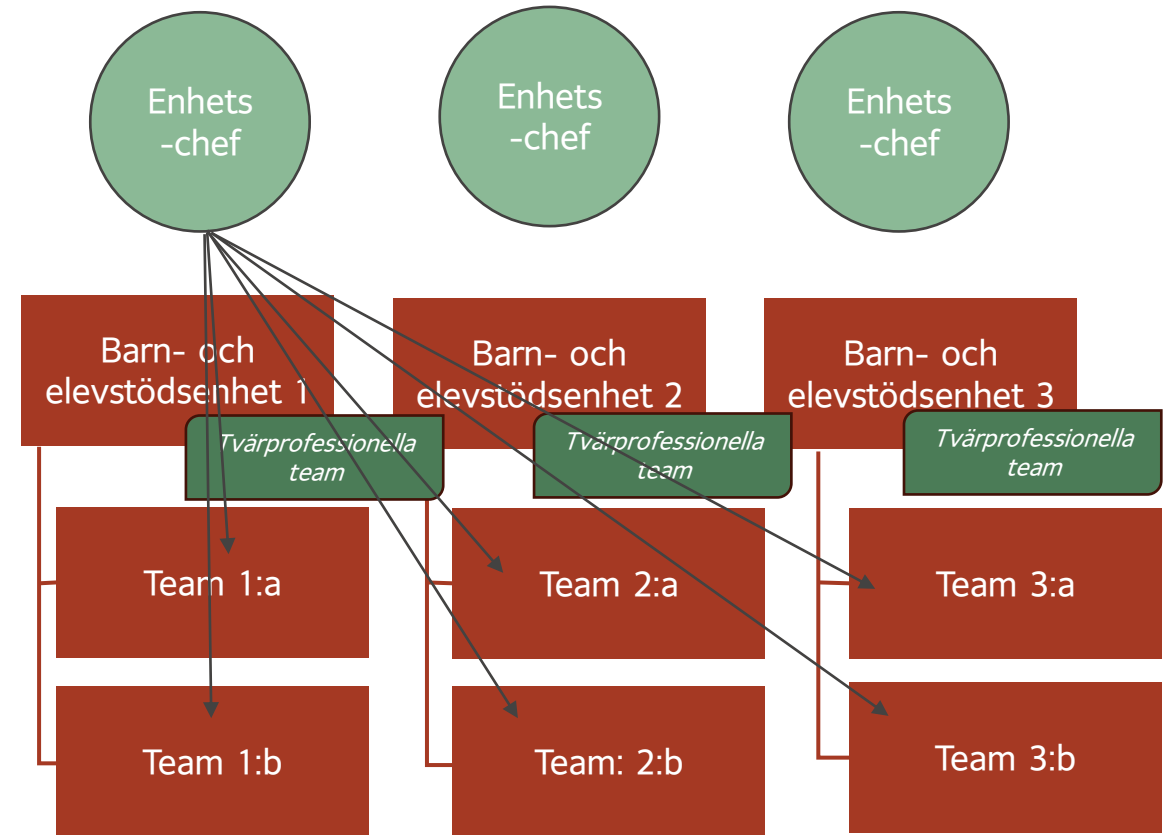 Enhets
-chef
Enhets
-chef
Enhets
-chef
Barn- och
elevstödsenhet 1
Barn- och
elevstödsenhet 2
Barn- och
elevstödsenhet 3
Tvärprofessionella
team
Tvärprofessionella
team
Tvärprofessionella
team
Team 1:a
Team 2:a
Team 3:a
Team 1:b
Team: 2:b
Team 3:b